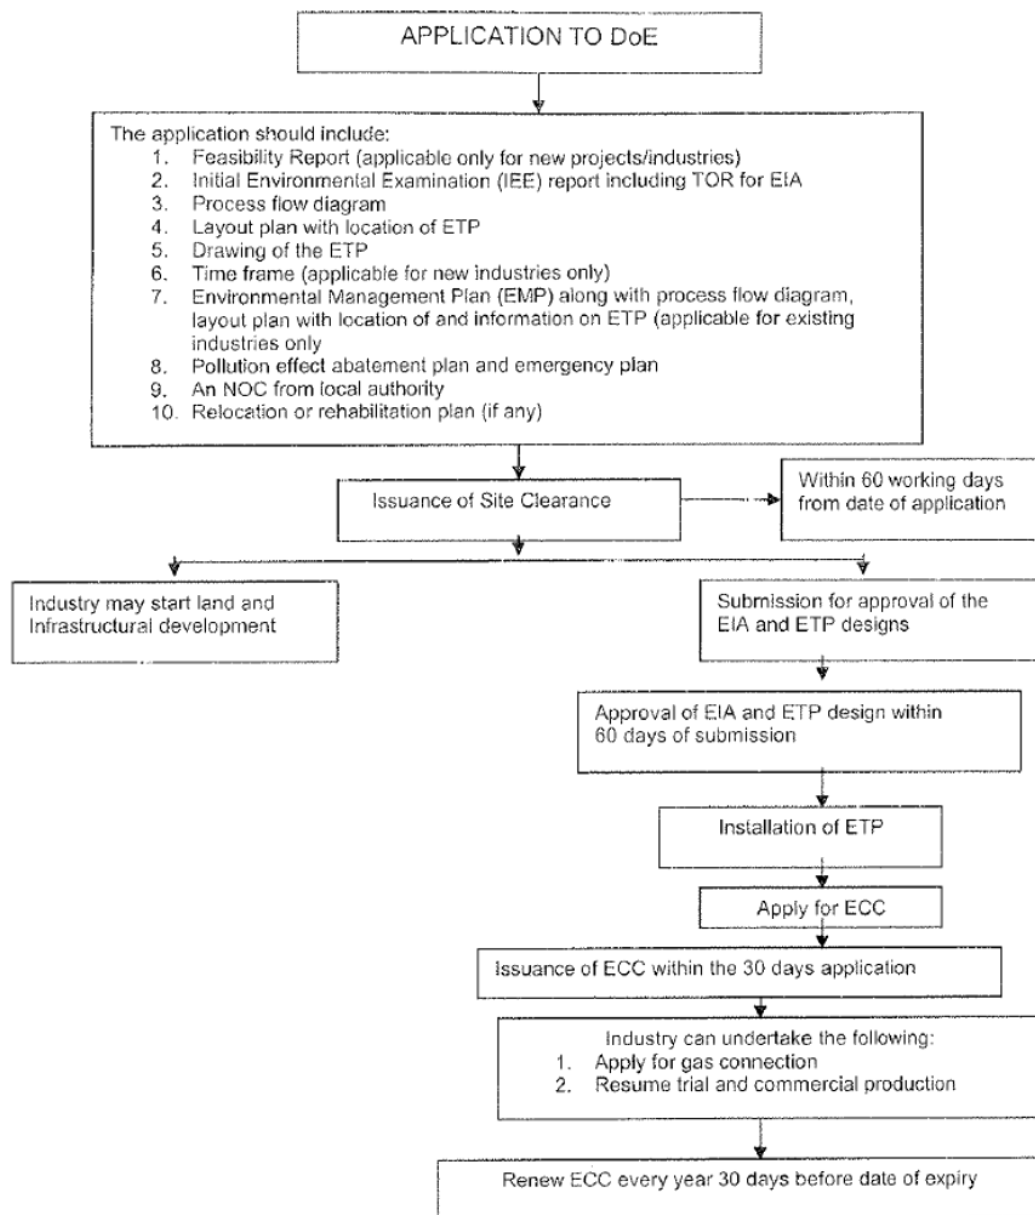 APPLICATION TO DoE
The application should include:
1. Feasibility Report (applicable only for new projects/industries)
2. Initial Environmental Examination (IEE) report including TOR for EIA
3. Process flow diagram
4. Layout plan with location of ETP
5. Drawing of the ETP
6. Time frame (applicable for new industries only)
7. Environmental Management Plan (EMP) along with process flow diagram,
layout plan with location of and information on ETP (applicable for existing
industries only
8. Pollution effect abatement plan and emergency plan
9. An NOC from local authority
10. Relocation or rehabilitation plan (if any)
Issuance of Site Clearance
Within 60 working days
from date of application
Industry may start land and
Infrastructural development
Submission for approval of the
EIA and ETP designs
Approval of EIA and ETP design within
60 days of submission
Installation of ETP
Apply for ECC
Issuance of ECC within the 30 days application
Industry can undertake the following:
1. Apply for gas connection
2. Resume trial and commercial production
Renew ECC every year 30 days before date of expiry